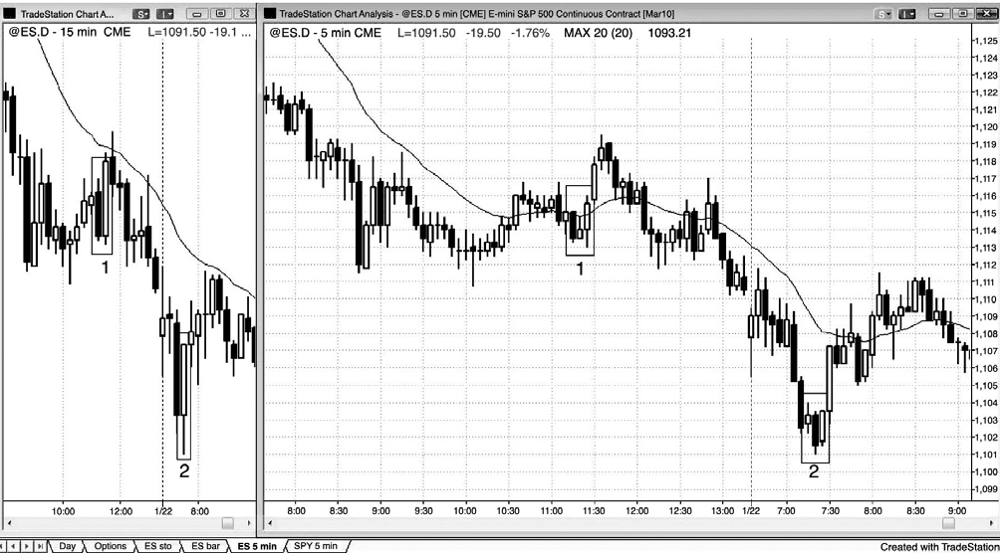 TradeStation Chart A...
S
I
TradeStation Chart Analysis - @ES.D 5 min [CME] E-mini S&P 500 Continuous Contract [Mar10]
S
I
@ES.D - 15 min CME L=1091.50 -19.1 ...
@ES.D - 5 min CME L=1091.50 -19.50 -1.76% MAX 20 (20) 1093.21
1,125
1,124
1,123
1,122
1,121
1,120
1,119
1,118
1,117
1,116
1,115
1,114
1,113
1,112
1,111
1,110
1,109
1,108
1,107
1,106
1,105
1,104
1,103
1,102
1,101
1,100
1,099
1
1
2
2
10:00 12:00 1/22 8:00
8:00 8:30 9:00 9:30 10:00 10:30 11:00 11:30 12:00 12:30 13:00 1/22 7:00 7:30 8:00 8:30 9:00
Day Options ES sto ES bar ES 5 min SPY 5 min
Created with TradeStation